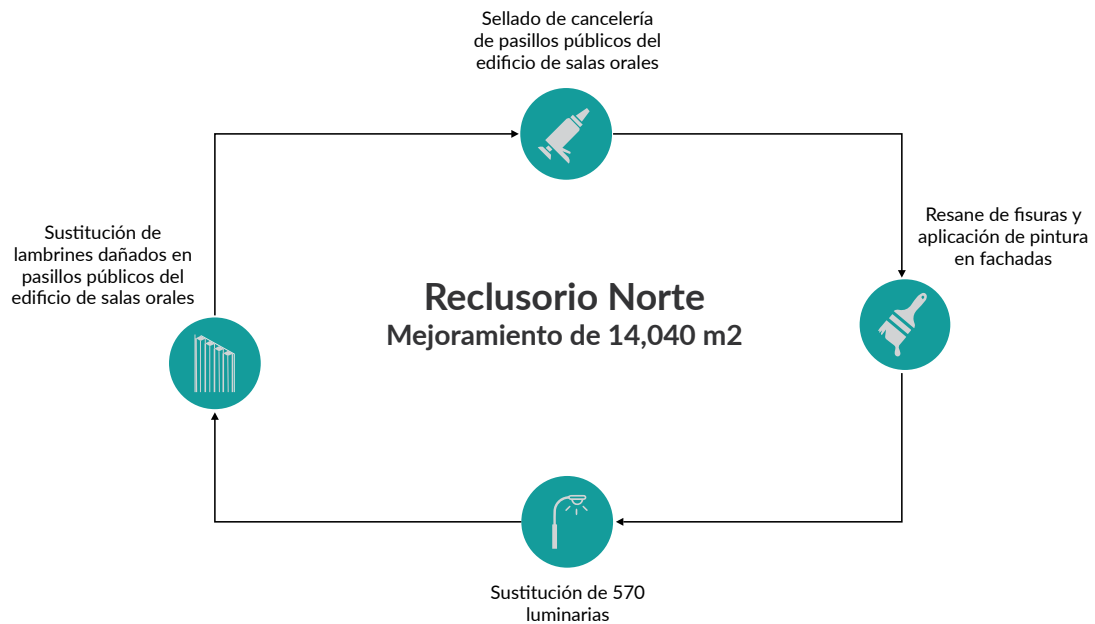 Sellado de cancelería
de pasillos públicos del
edificio de salas orales
Resane de fisuras y
aplicación de pintura
en fachadas
Sustitución de
lambrines dañados en
pasillos públicos del
edificio de salas orales
Reclusorio Norte
Mejoramiento de 14,040 m2
Sustitución de 570
luminarias